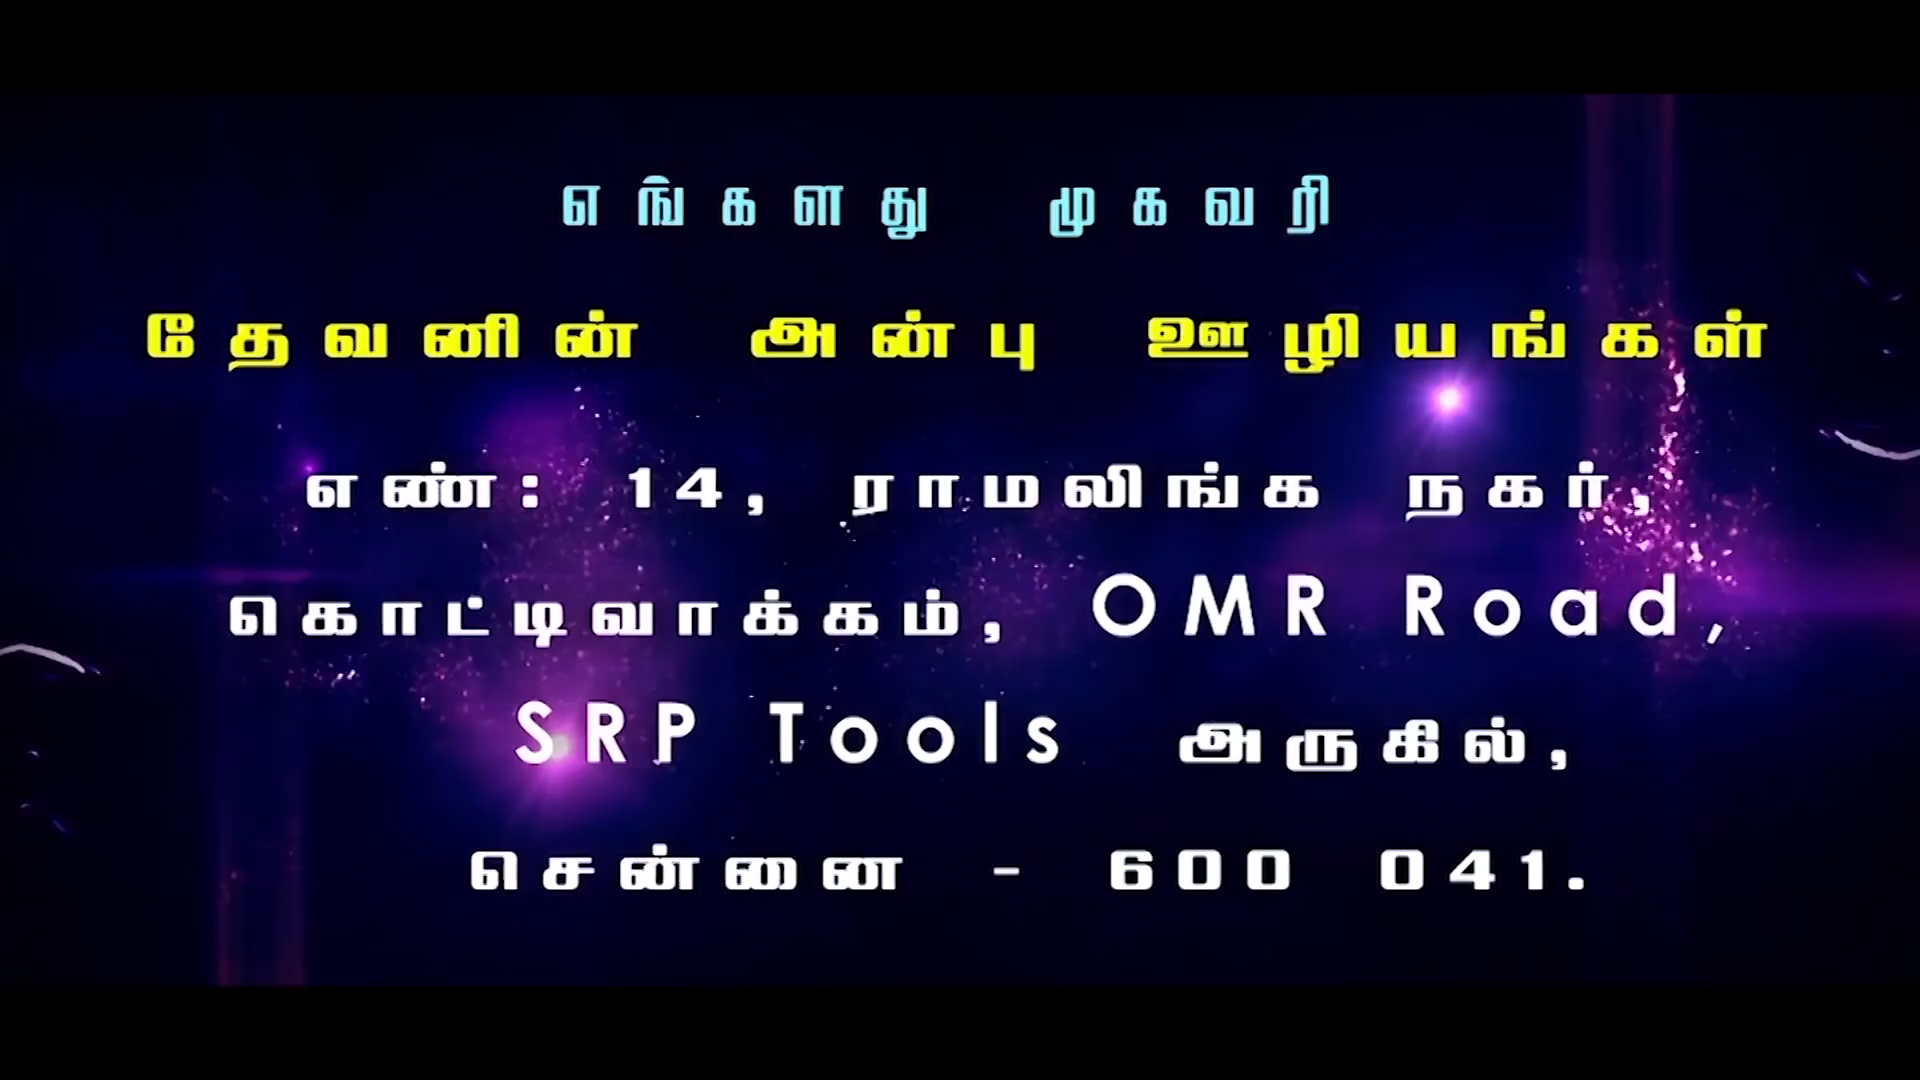 எங்களது முகவரி
தேவனின் அன்பு ஊழியங்கள்
எண்: 14, ராமலிங்க நகர்,
கொட்டிவாக்கம், OMR Road,
SRP Tools அருகில்,
சென்னை - 600 041.